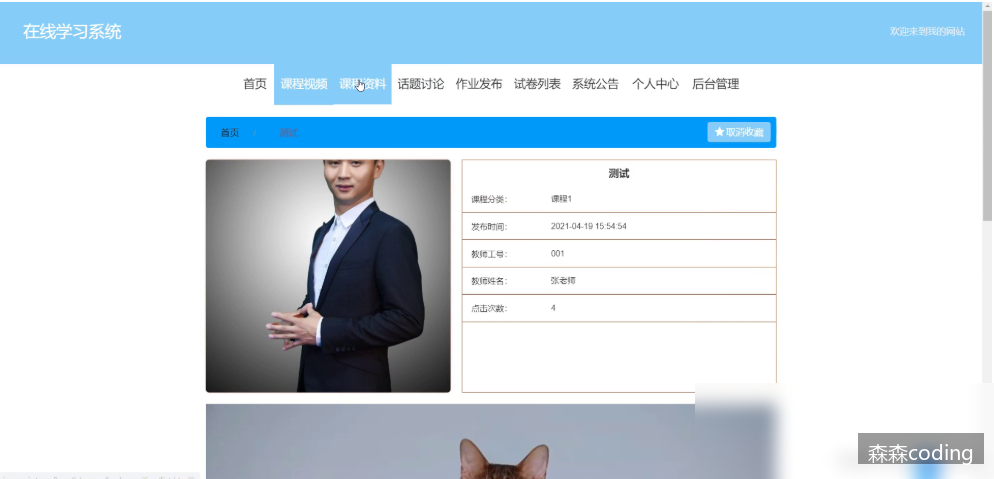 在线学习系统
欢迎来到我的网站
首页 课程视频 课程资料 话题讨论 作业发布 试卷列表 系统公告 个人中心 后台管理
首页 / 测试
★ 取消收藏
测试
课程分类: 课程1
发布时间: 2021-04-19 15:54:54
教师工号: 001
教师姓名: 张老师
点击次数: 4
森森coding